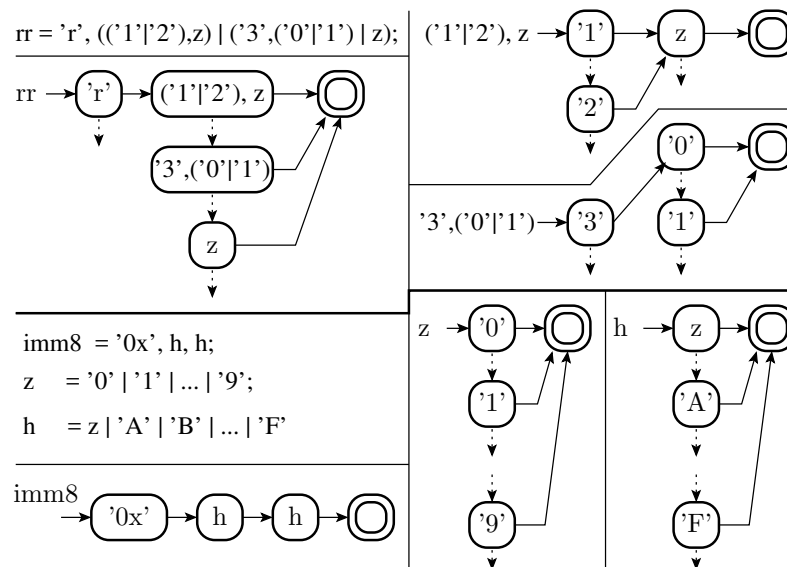 rr = 'r', (('1'|'2'),z) | ('3',('0'|'1') | z);
rr 'r' ('1'|'2'), z
'3',('0'|'1')
z
('1'|'2'), z '1' z
'2'
'0'
'3',('0'|'1') '3' '1'
imm8 = '0x', h, h;
z = '0' | '1' | ... | '9';
h = z | 'A' | 'B' | ... | 'F'
imm8
'0x' h h
z '0'
'1'
'9'
h z
'A'
'F'